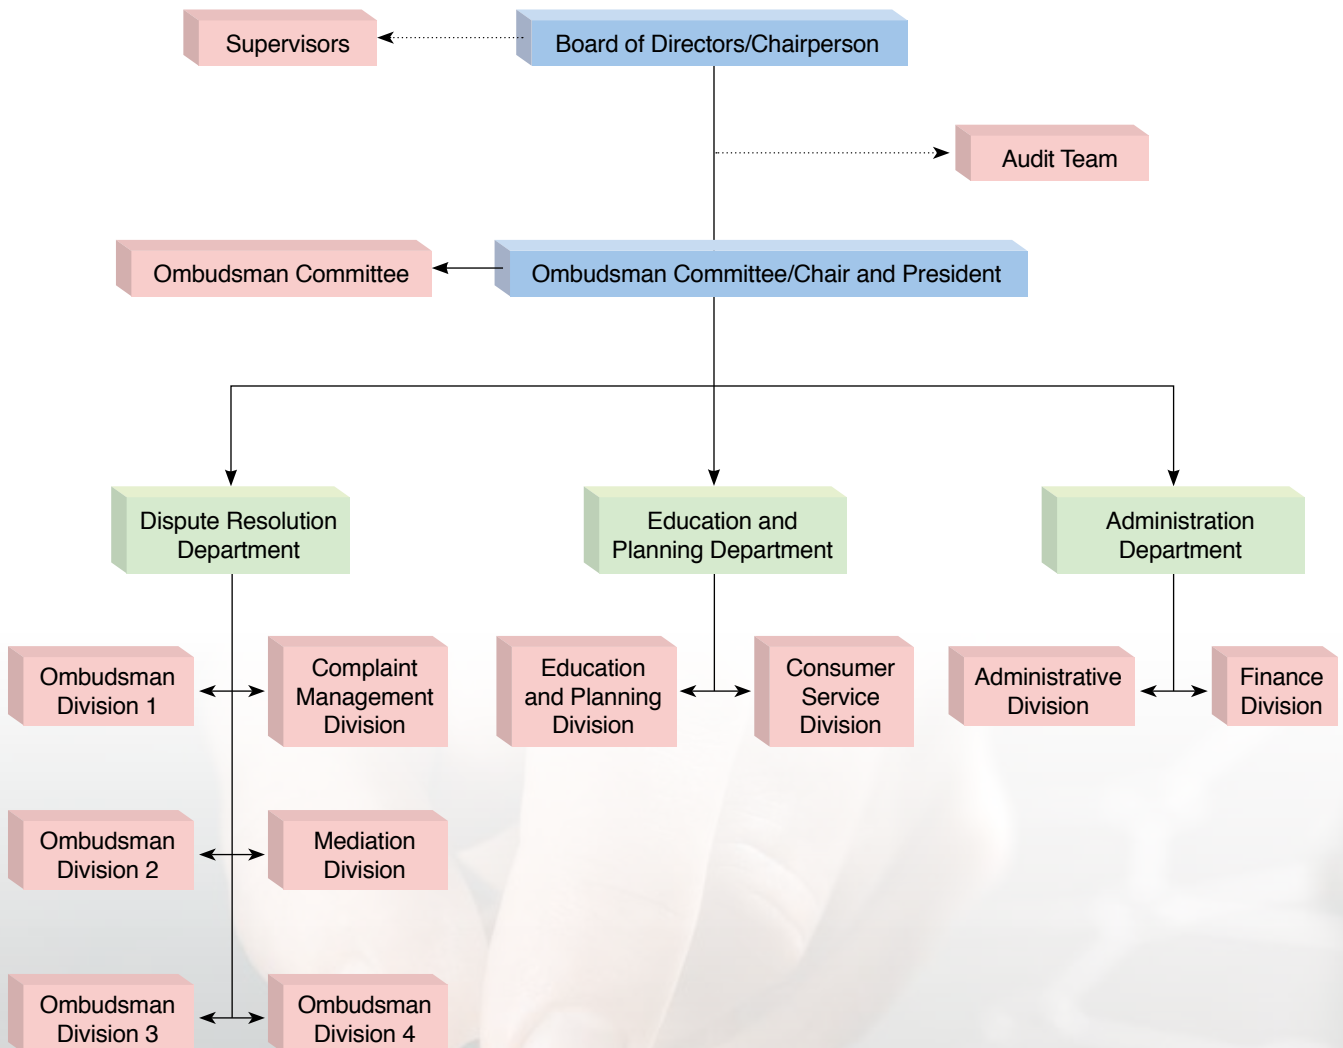 Supervisors
Board of Directors/Chairperson
Audit Team
Ombudsman Committee
Ombudsman Committee/Chair and President
Dispute Resolution
Department
Education and
Planning Department
Administration
Department
Ombudsman
Division 1
Complaint
Management
Division
Education
and Planning
Division
Consumer
Service
Division
Administrative
Division
Finance
Division
Ombudsman
Division 2
Mediation
Division
Ombudsman
Division 3
Ombudsman
Division 4